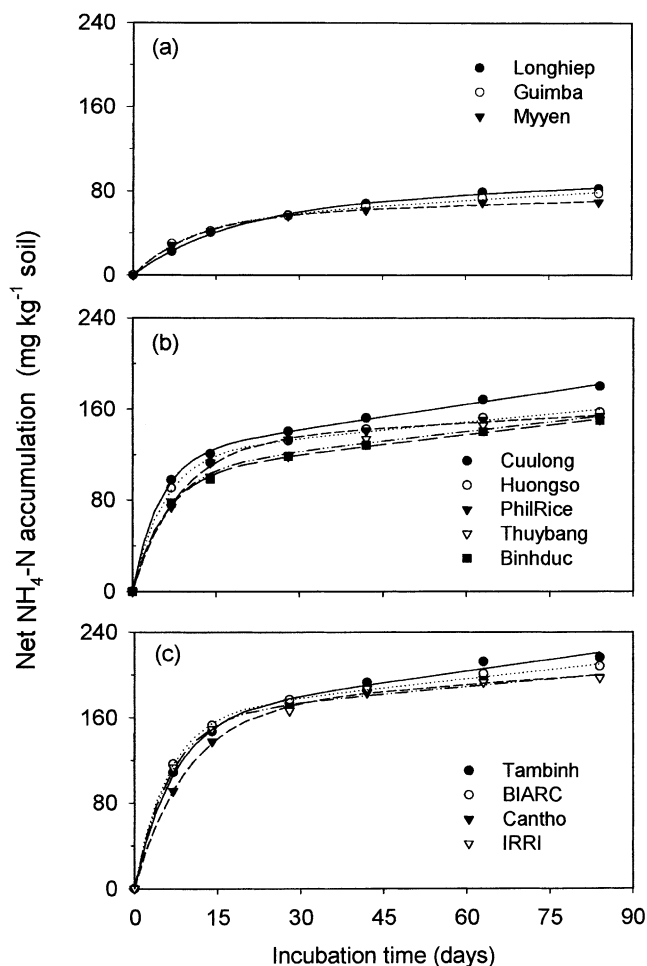 Net NH₄-N accumulation (mg kg⁻¹ soil)
240
(a)
Longhiep
Guimba
Myyen
160
80
0
240
(b)
160
80
Cuulong
Huongso
PhilRice
Thuybang
Binhduc
0
240
(c)
160
80
Tambinh
BIARC
Cantho
IRRI
0
0 15 30 45 60 75 90
Incubation time (days)